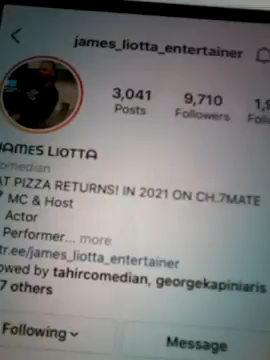 james_liotta_entertainer
3,041
9,710
Posts
Followers
JAMES LIOTTA
omedian
AT PIZZA RETURNS! IN 2021 ON CH.7MATE
MC & Host
Actor
Performer... more
tr.ee/james_liotta_entertainer
owed by tahircomedian, georgekapiniaris
7 others
Following
Message